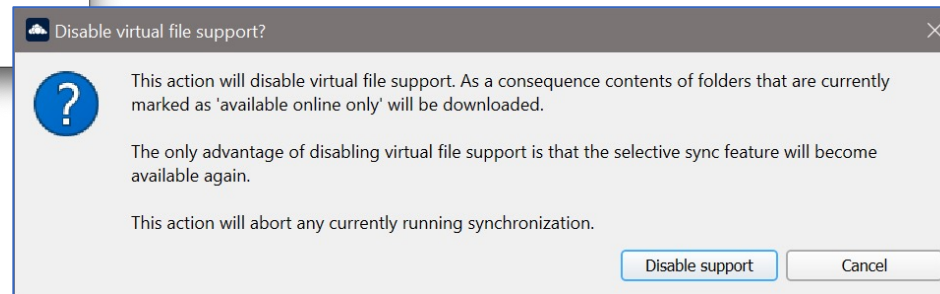 Disable virtual file support?
This action will disable virtual file support. As a consequence contents of folders that are currently
marked as 'available online only' will be downloaded.
The only advantage of disabling virtual file support is that the selective sync feature will become
available again.
This action will abort any currently running synchronization.
Disable support
Cancel